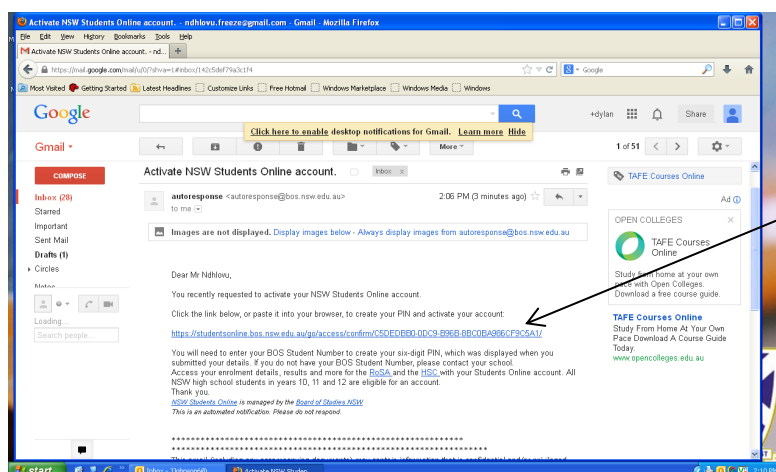 Activate NSW Students Online account. - ndhlovu.freeze@gmail.com - Gmail - Mozilla Firefox
File Edit View History Bookmarks Tools Help
Activate NSW Students Online account. - nd...
https://mail.google.com/mail/u/0/?shva=1#inbox/142c5def79a3c1f4
Google
Most Visited Getting Started Latest Headlines Customize Links Free Hotmail Windows Marketplace Windows Media Windows
Google +dylan Share
Click here to enable desktop notifications for Gmail. Learn more Hide
Gmail More 1 of 51
COMPOSE
Inbox (28)
Starred
Important
Sent Mail
Drafts (1)
Circles
Notes
Loading...
Search people...
Activate NSW Students Online account. Inbox x
autoresponse <autoresponse@bos.nsw.edu.au> 2:06 PM (3 minutes ago)
to me
Images are not displayed. Display images below - Always display images from autoresponse@bos.nsw.edu.au
Dear Mr Ndhlovu,
You recently requested to activate your NSW Students Online account.
Click the link below, or paste it into your browser, to create your PIN and activate your account:
https://studentsonline.bos.nsw.edu.au/go/access/confirm/C5DEDBB0-0DC9-B96B-8BC0BA986CF9C5A1/
You will need to enter your BOS Student Number to create your six-digit PIN, which was displayed when you
submitted your details. If you do not have your BOS Student Number, please contact your school.
Access your enrolment details, results and more for the RoSA and the HSC with your Students Online account. All
NSW high school students in years 10, 11 and 12 are eligible for an account.
Thank you.
NSW Students Online is managed by the Board of Studies NSW
This is an automated notification. Please do not respond.
****************************************************************
********************************************************************
TAFE Courses Online
Ad
OPEN COLLEGES
TAFE Courses
Online
Study from home at your own
pace with Open Colleges.
Download a free course guide.
TAFE Courses Online
Study From Home At Your Own
Pace Download A Course Guide
Today.
www.opencolleges.edu.au
start
Activate NSW Studen...
2:10 PM